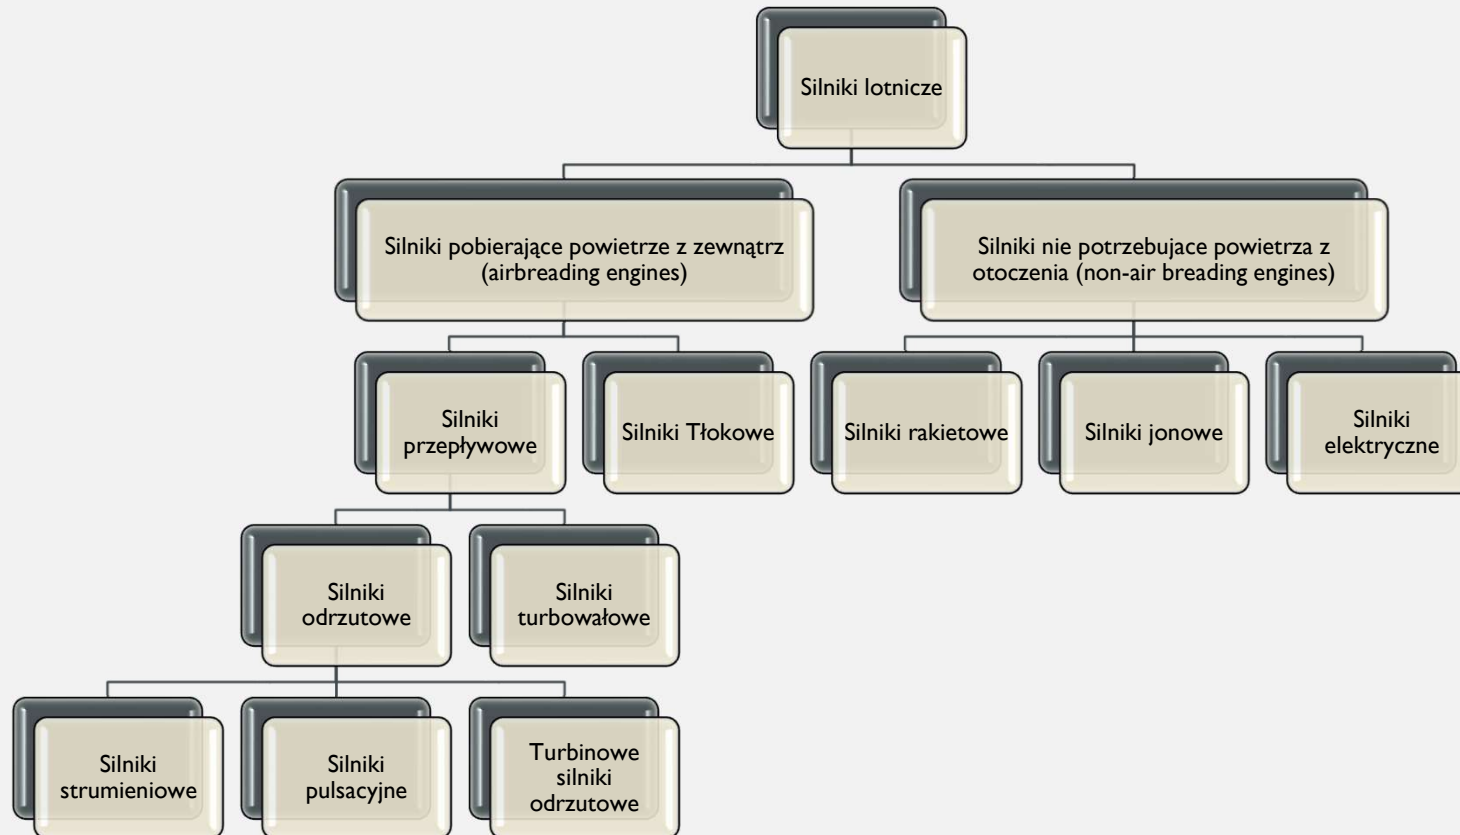 Silniki lotnicze
Silniki pobierające powietrze z zewnątrz
(airbreading engines)
Silniki nie potrzebujace powietrza z
otoczenia (non-air breading engines)
Silniki
przepływowe
Silniki Tłokowe
Silniki rakietowe
Silniki jonowe
Silniki
elektryczne
Silniki
odrzutowe
Silniki
turbowałowe
Silniki
strumieniowe
Silniki
pulsacyjne
Turbinowe
silniki
odrzutowe